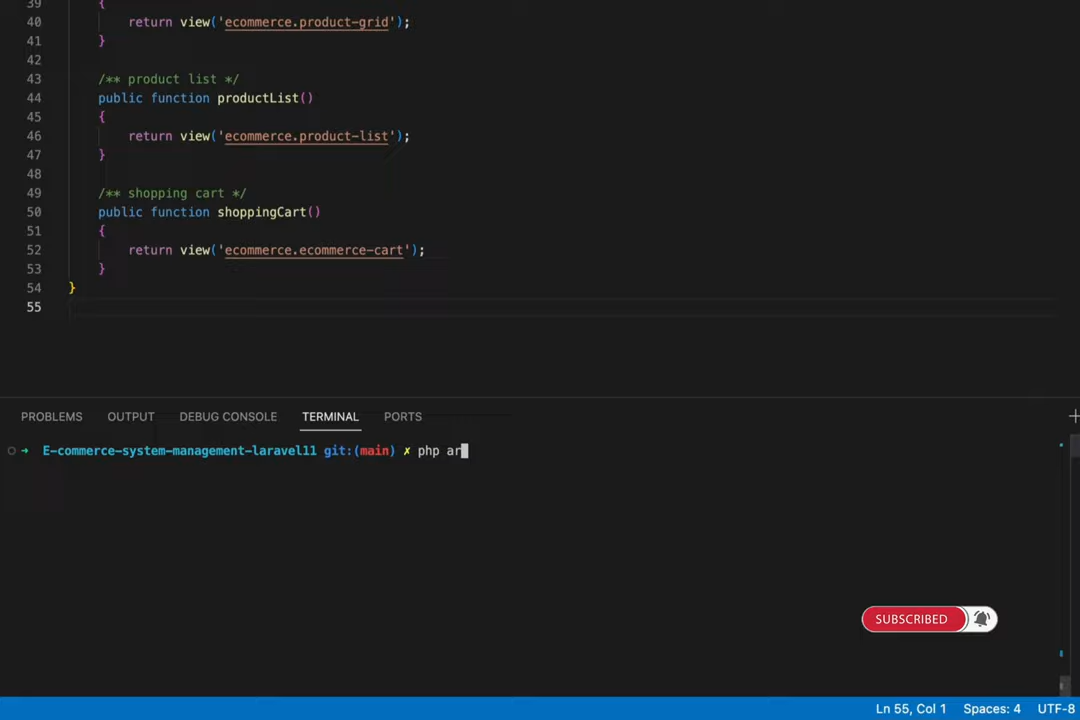 39 {
40 return view('ecommerce.product-grid');
41 }
42
43 /** product list */
44 public function productList()
45 {
46 return view('ecommerce.product-list');
47 }
48
49 /** shopping cart */
50 public function shoppingCart()
51 {
52 return view('ecommerce.ecommerce-cart');
53 }
54 }
55
PROBLEMS OUTPUT DEBUG CONSOLE TERMINAL PORTS
→ E-commerce-system-management-laravel11 git:(main) ✗ php ar
SUBSCRIBED
Ln 55, Col 1 Spaces: 4 UTF-8